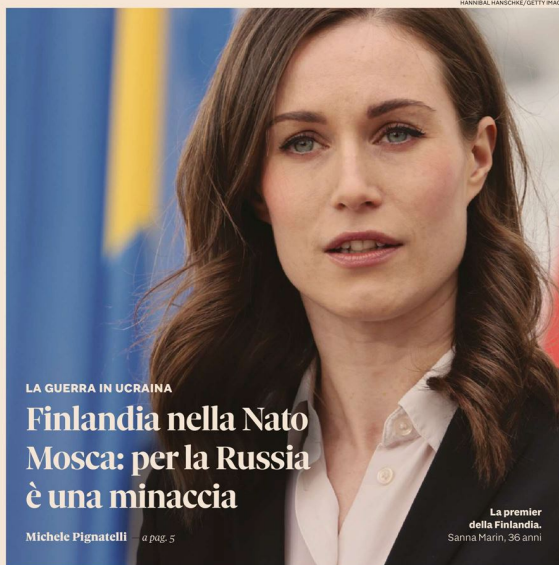 HANNIBAL HANSCHKE/GETTY IMAG
LA GUERRA IN UCRAINA
Finlandia nella Nato
Mosca: per la Russia
è una minaccia
Michele Pignatelli — a pag. 5
La premier
della Finlandia.
Sanna Marin, 36 anni